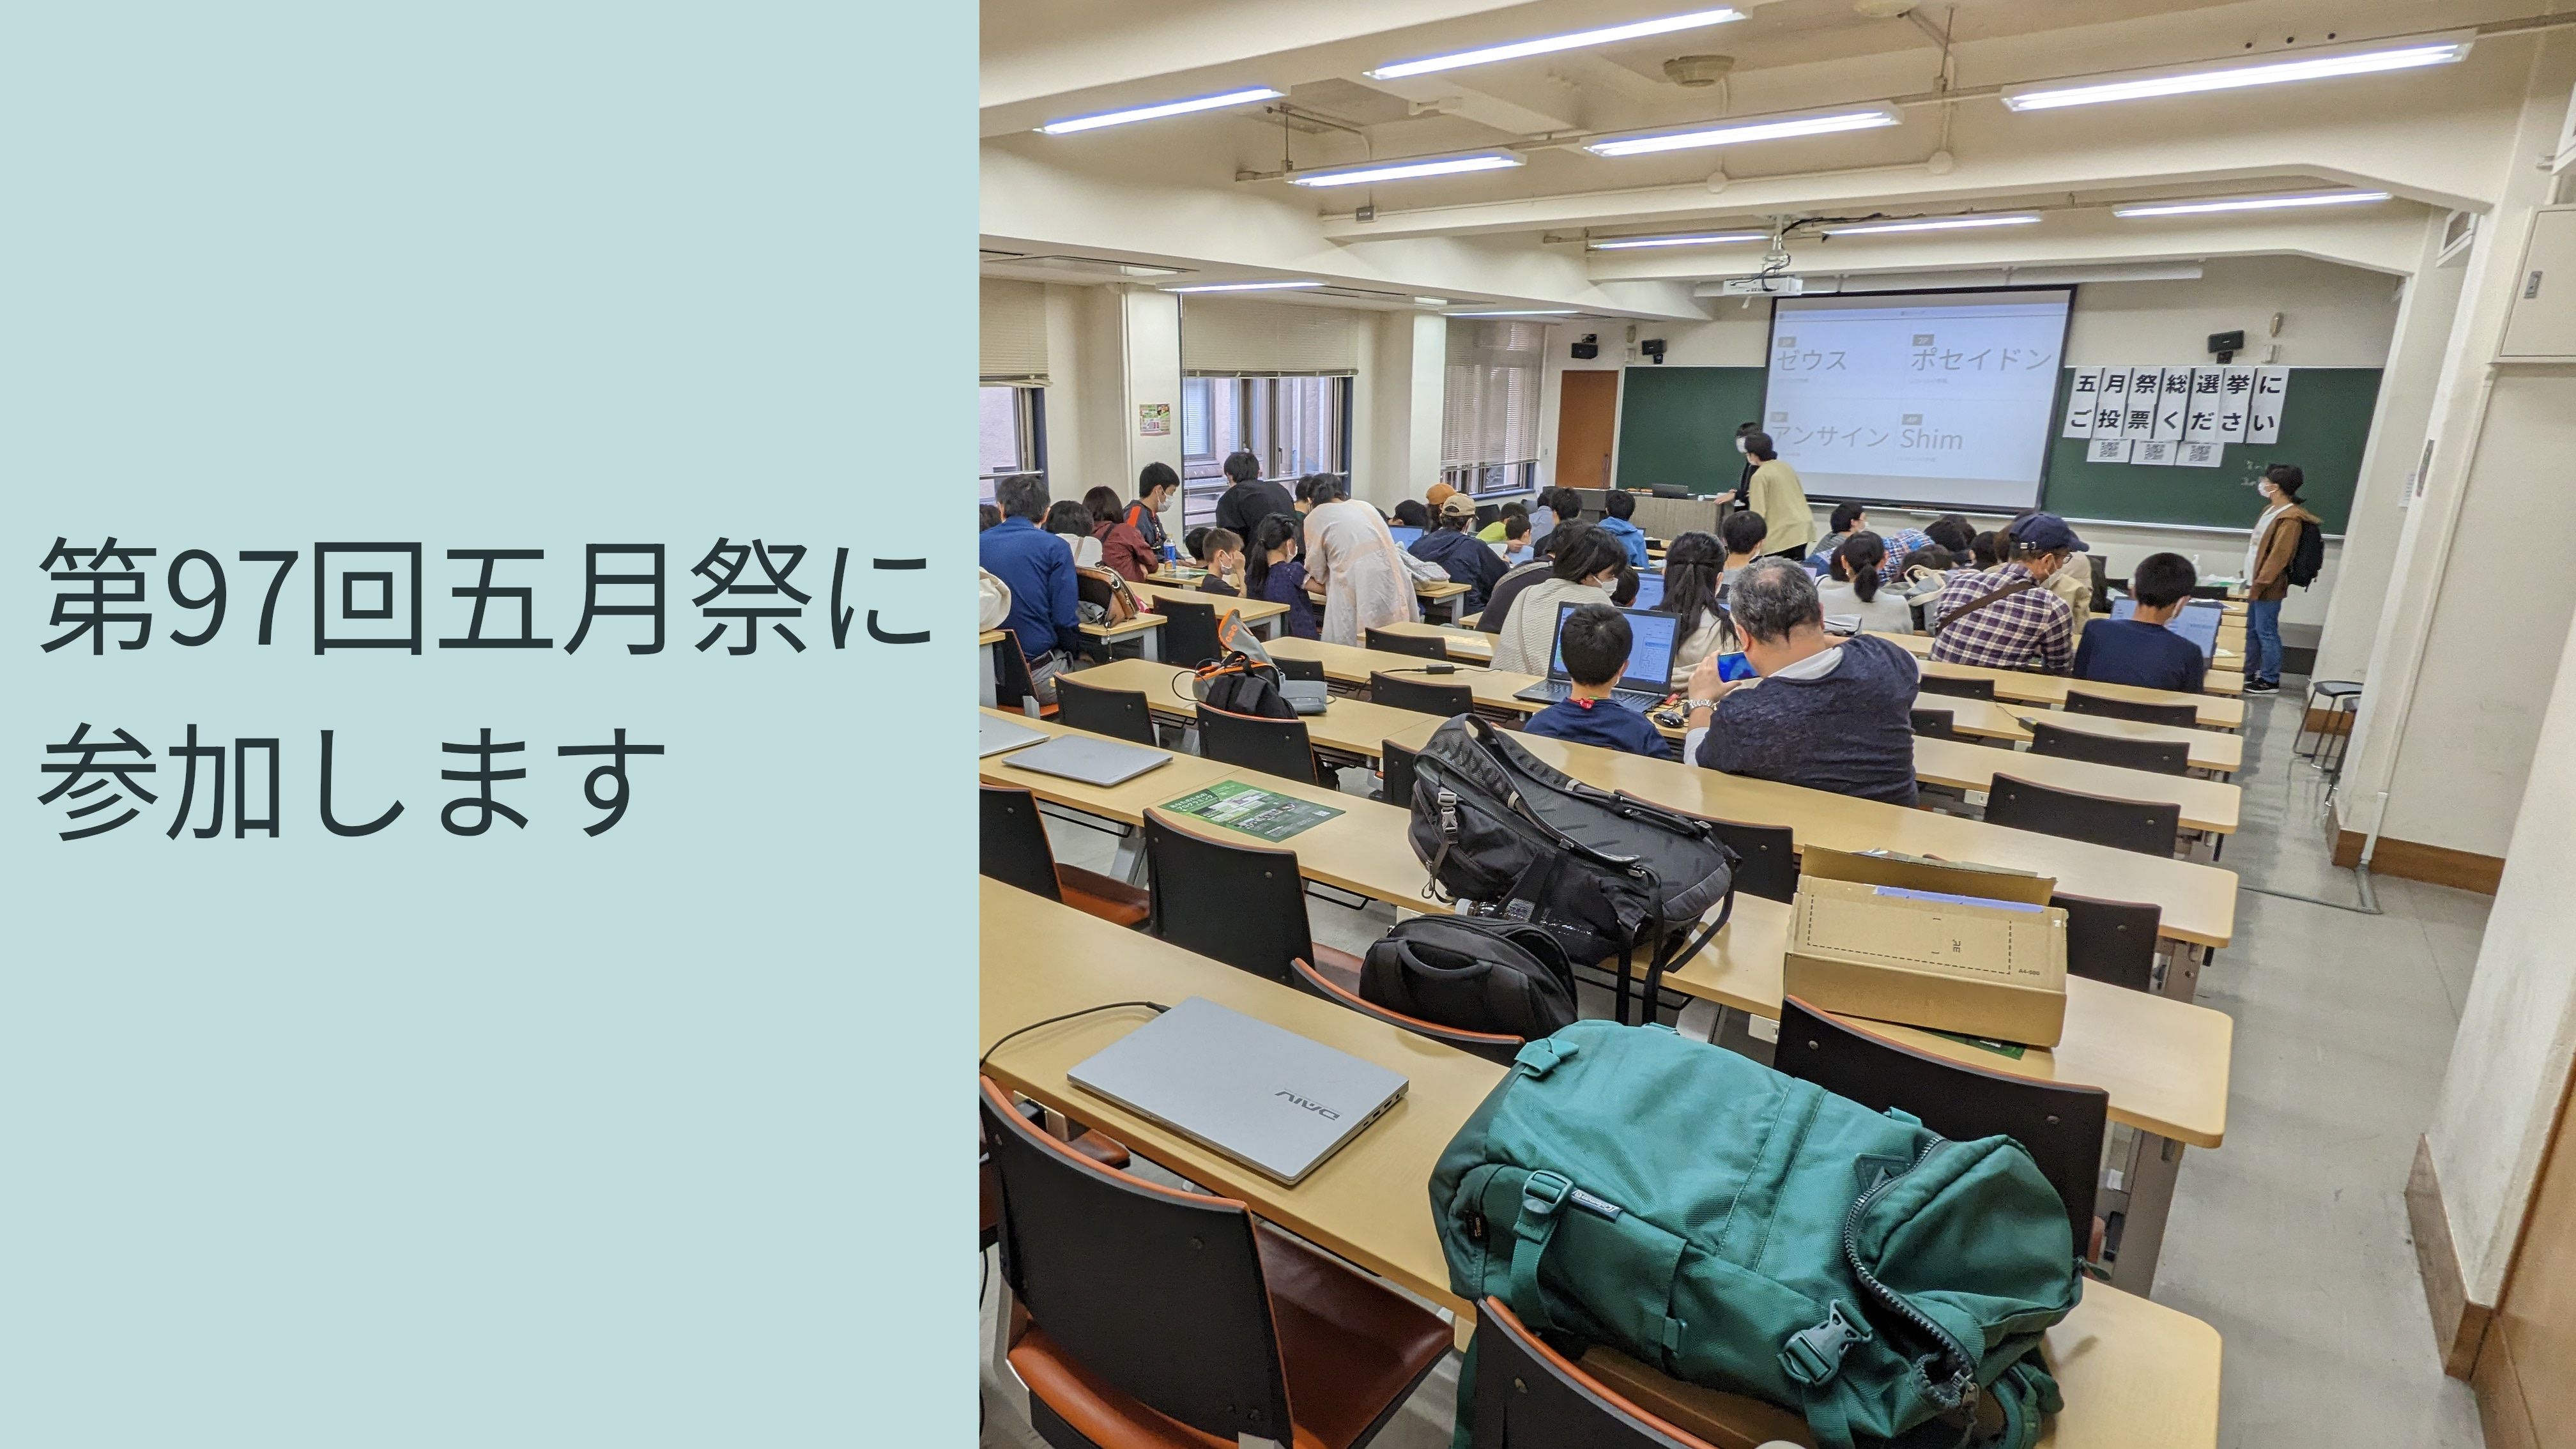 第97回五月祭に
参加します
ゼウス
ポセイドン
アンサイン
Shim
五月祭総選挙に
ご投票ください
DAIV